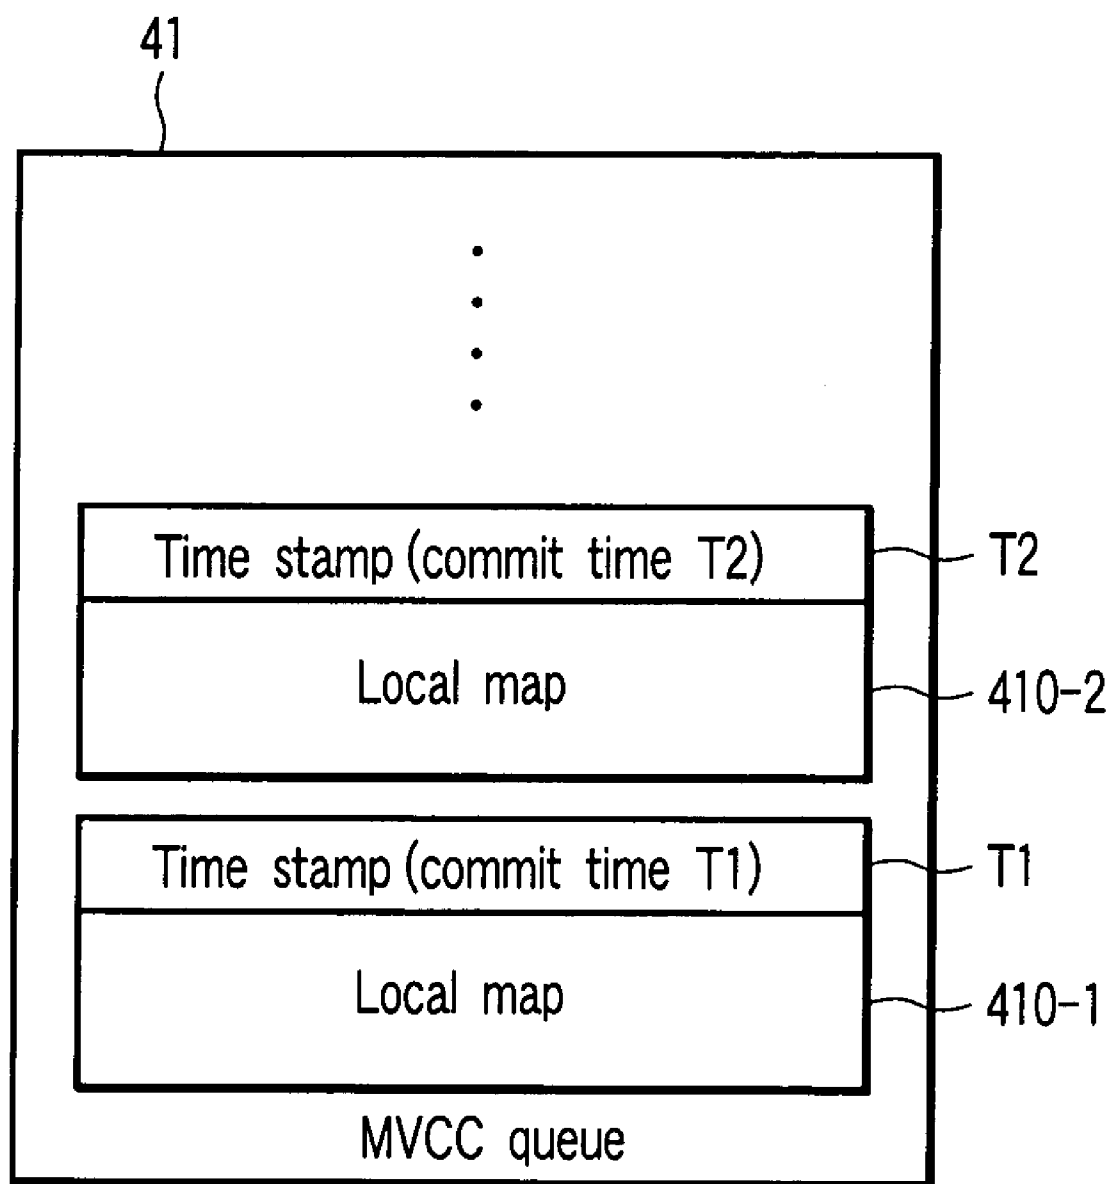 41
Time stamp (commit time T2)
T2
Local map
410-2
Time stamp (commit time T1)
T1
Local map
410-1
MVCC queue